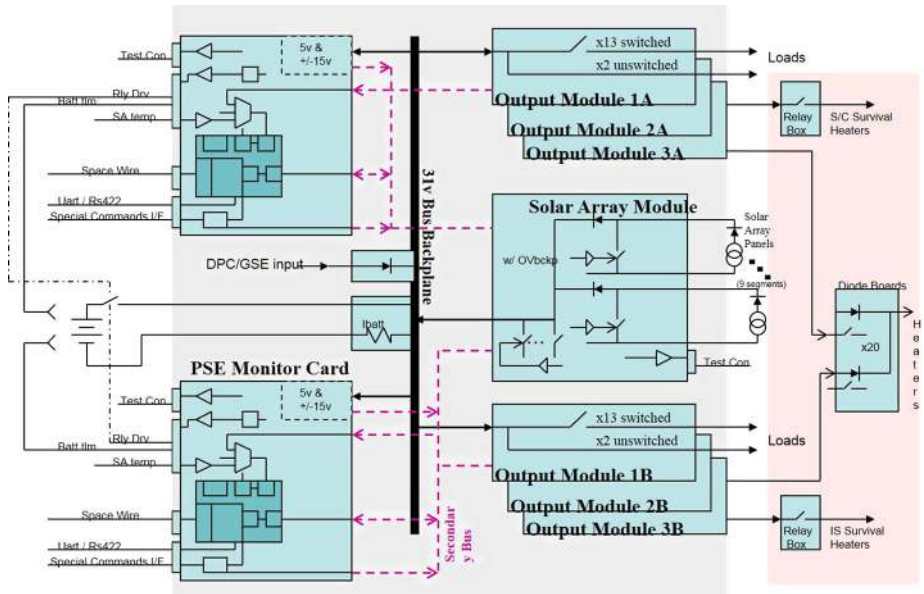 Test Con
Rly Drv
Batt tlm
SA temp
Space Wire
Uart / Rs422
Special Commands I/F
5v &
+/-15v
x13 switched
x2 unswitched
Output Module 1A
Output Module 2A
Output Module 3A
Loads
Relay
Box
S/C Survival
Heaters
31v Bus Backplane
DPC/GSE input
Ibatt
Solar Array Module
w/ OVbckp
Test Con
Solar
Array
Panels
(9 segments)
Diode Boards
x20
Heaters
PSE Monitor Card
Test Con
Rly Drv
Batt tlm
SA temp
Space Wire
Uart / Rs422
Special Commands I/F
5v &
+/-15v
Secondar
y Bus
x13 switched
x2 unswitched
Output Module 1B
Output Module 2B
Output Module 3B
Loads
Relay
Box
IS Survival
Heaters